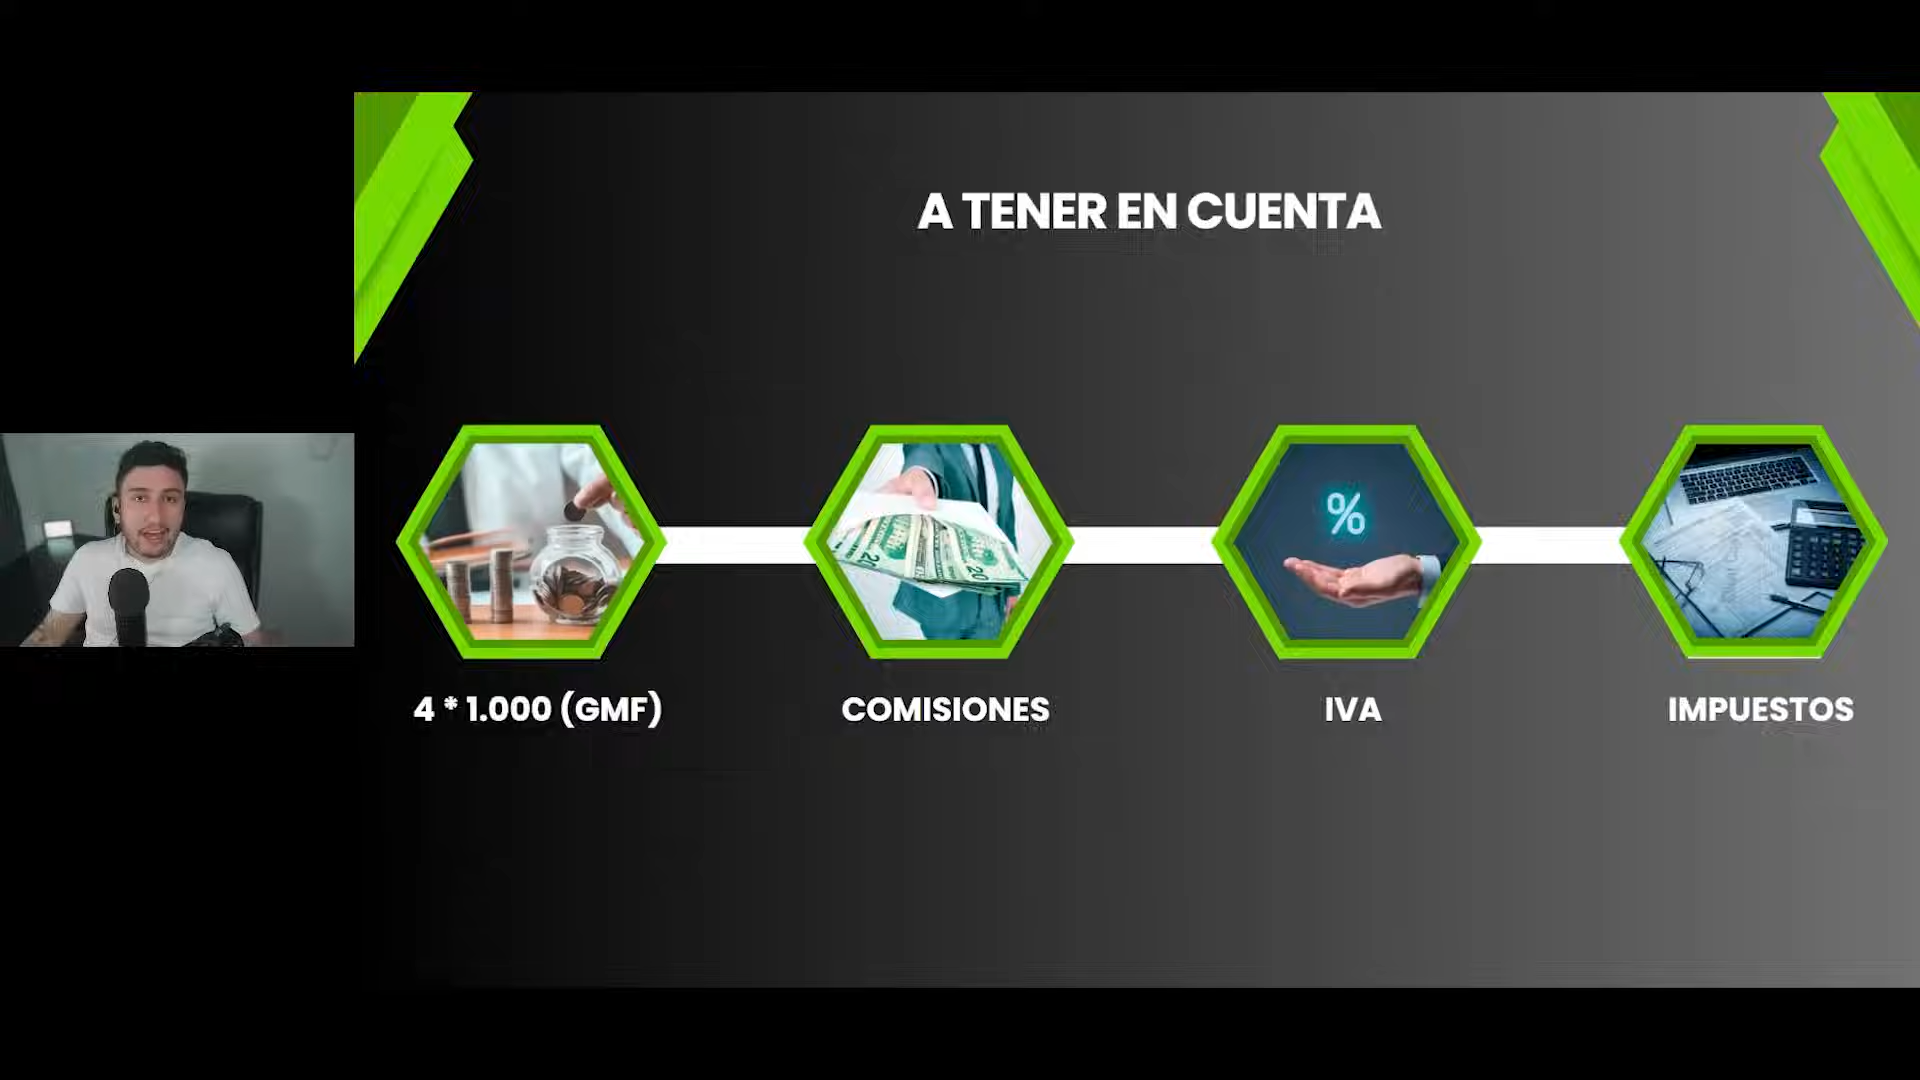 A TENER EN CUENTA
4 * 1.000 (GMF)
COMISIONES
%
IVA
IMPUESTOS